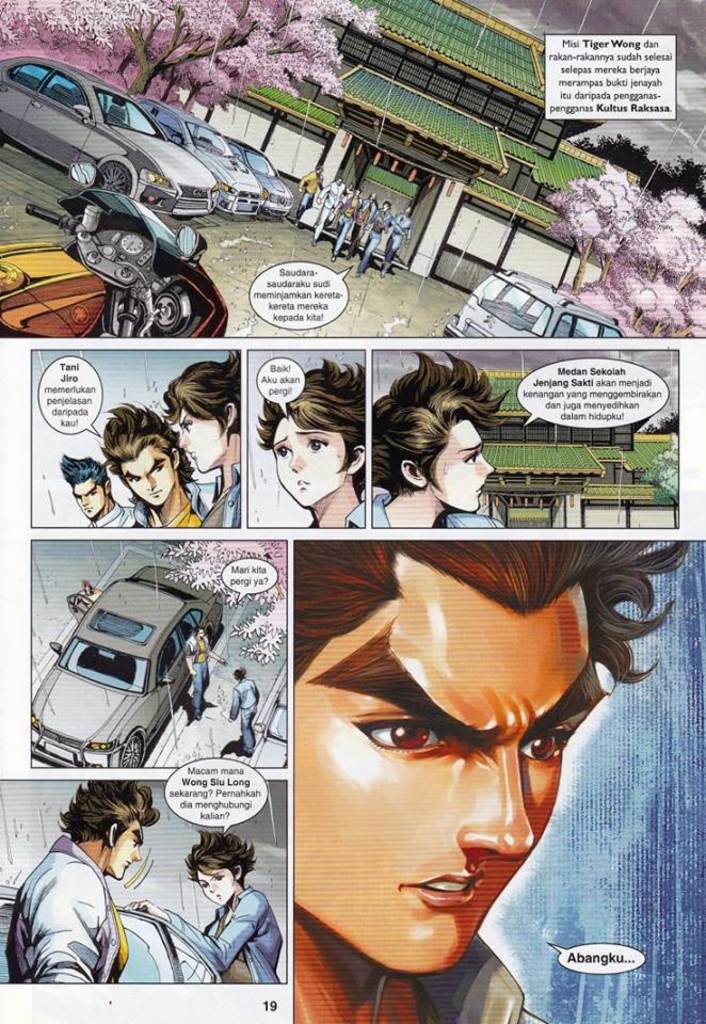 Misi Tiger Wong dan
rakan-rakannya sudah selesai
selepas mereka berjaya
merampas bukti jenayah
itu daripada pengganas-
pengganas Kultus Raksasa.
Saudara-
saudaraku sudi
meminjamkan kereta-
kereta mereka
kepada kita!
Tani
Jiro
memerlukan
penjelasan
daripada
kau!
Baik!
Aku akan
pergi!
Medan Sekolah
Jenjang Sakti akan menjadi
kenangan yang menggembirakan
dan juga menyedihkan
dalam hidupku!
Mari kita
pergi ya?
Macam mana
Wong Siu Long
sekarang? Pernahkah
dia menghubungi
kalian?
Abangku...
19